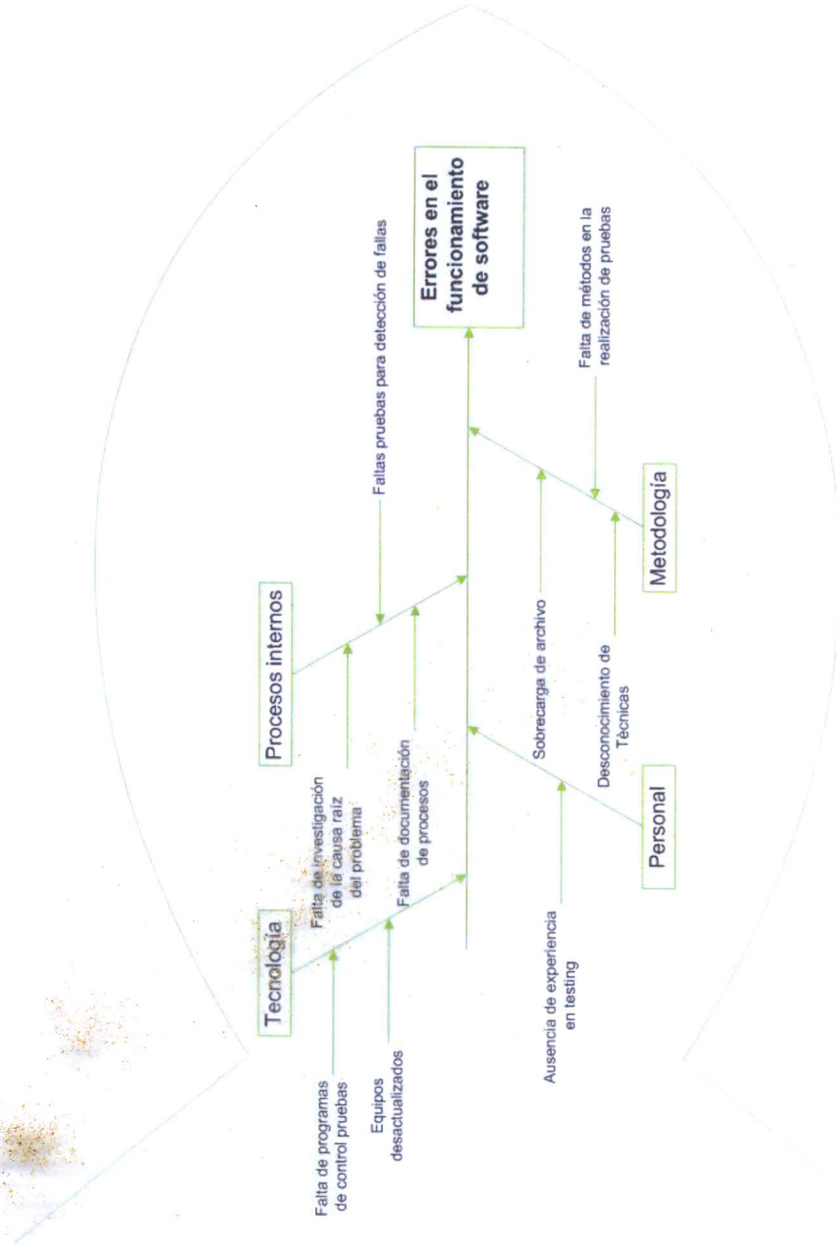 Tecnología
Falta de programas
de control pruebas
Equipos
desactualizados
Procesos internos
Falta de investigación
de la causa raíz
del problema
Falta de documentación
de procesos
Faltas pruebas para detección de fallas
Errores en el
funcionamiento
de software
Personal
Ausencia de experiencia
en testing
Metodología
Sobrecarga de archivo
Desconocimiento de
Técnicas
Falta de métodos en la
realización de pruebas